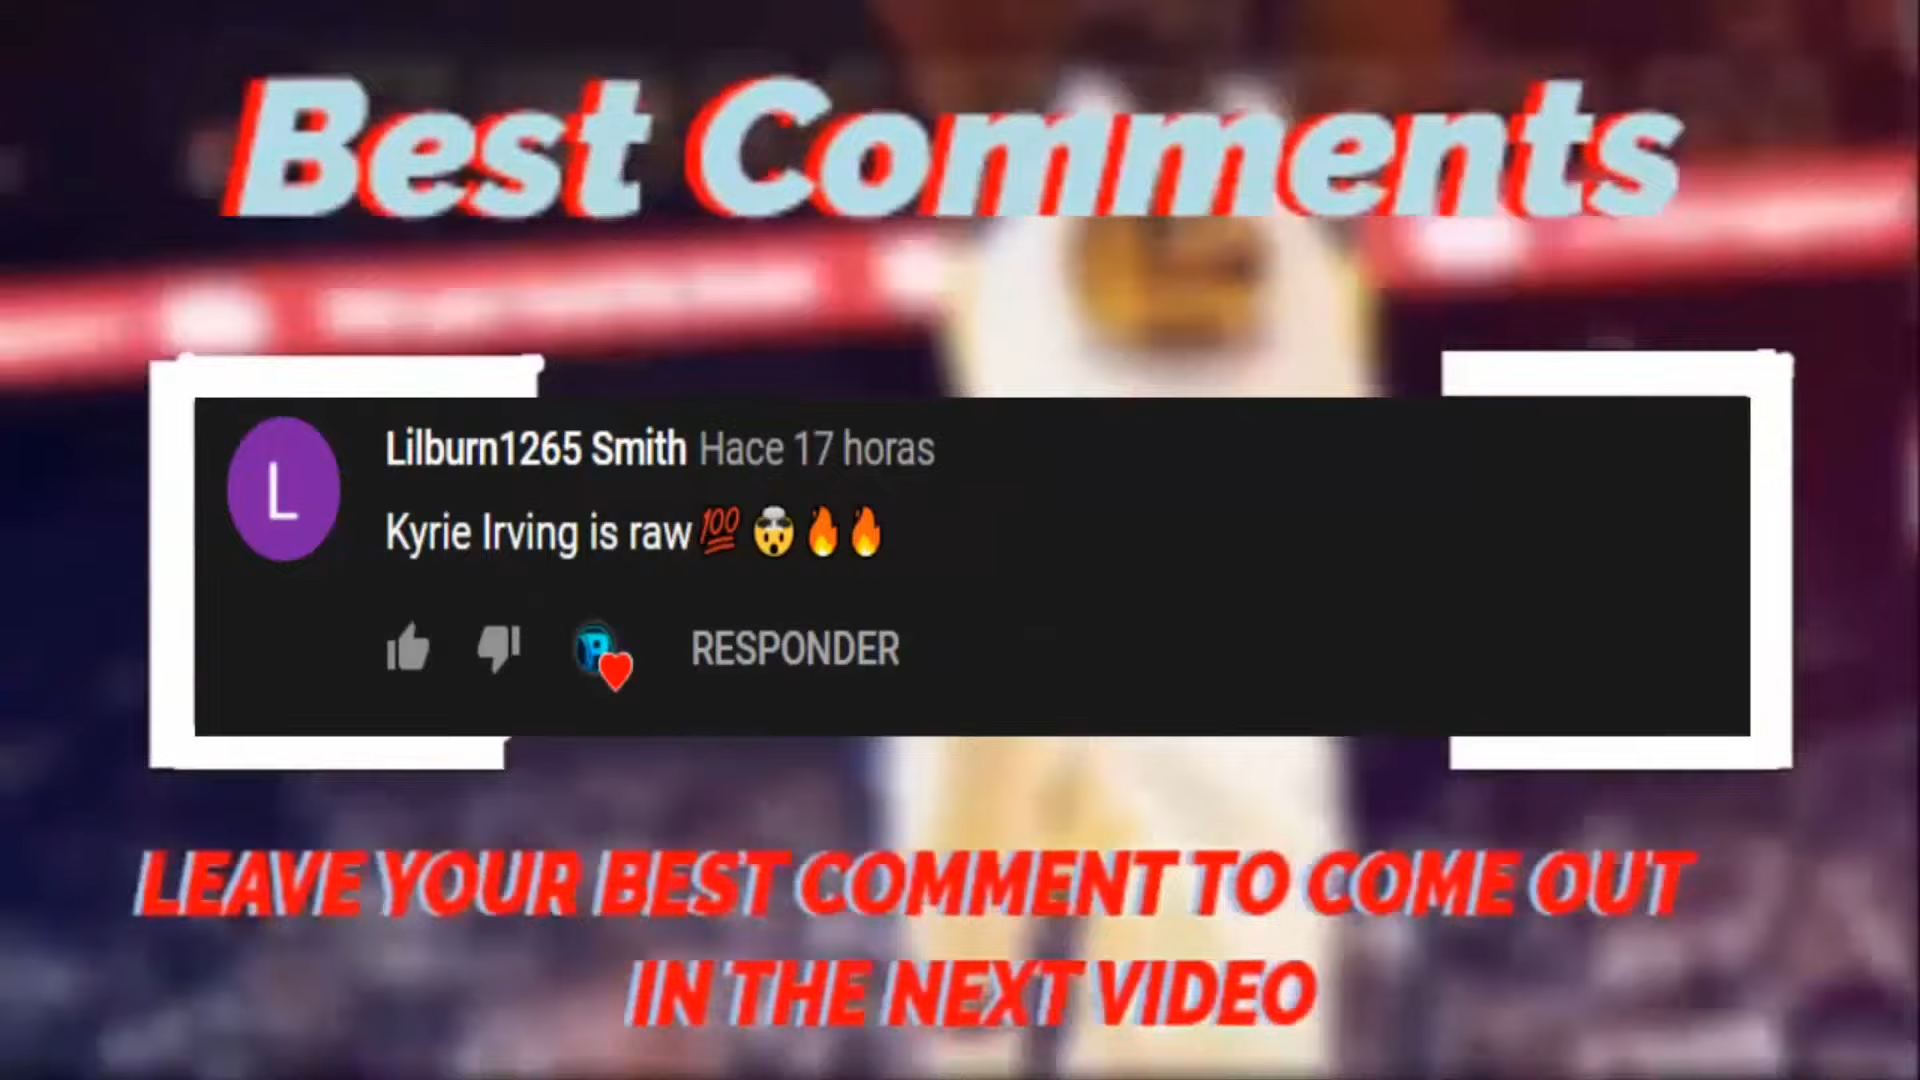 Best Comments
L
Lilburn1265 Smith Hace 17 horas
Kyrie Irving is raw💯🤯🔥🔥
RESPONDER
LEAVE YOUR BEST COMMENT TO COME OUT
IN THE NEXT VIDEO